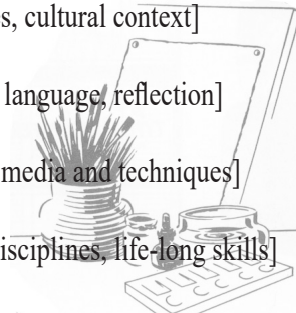 s, cultural context]
language, reflection]
media and techniques]
isciplines, life-long skills]